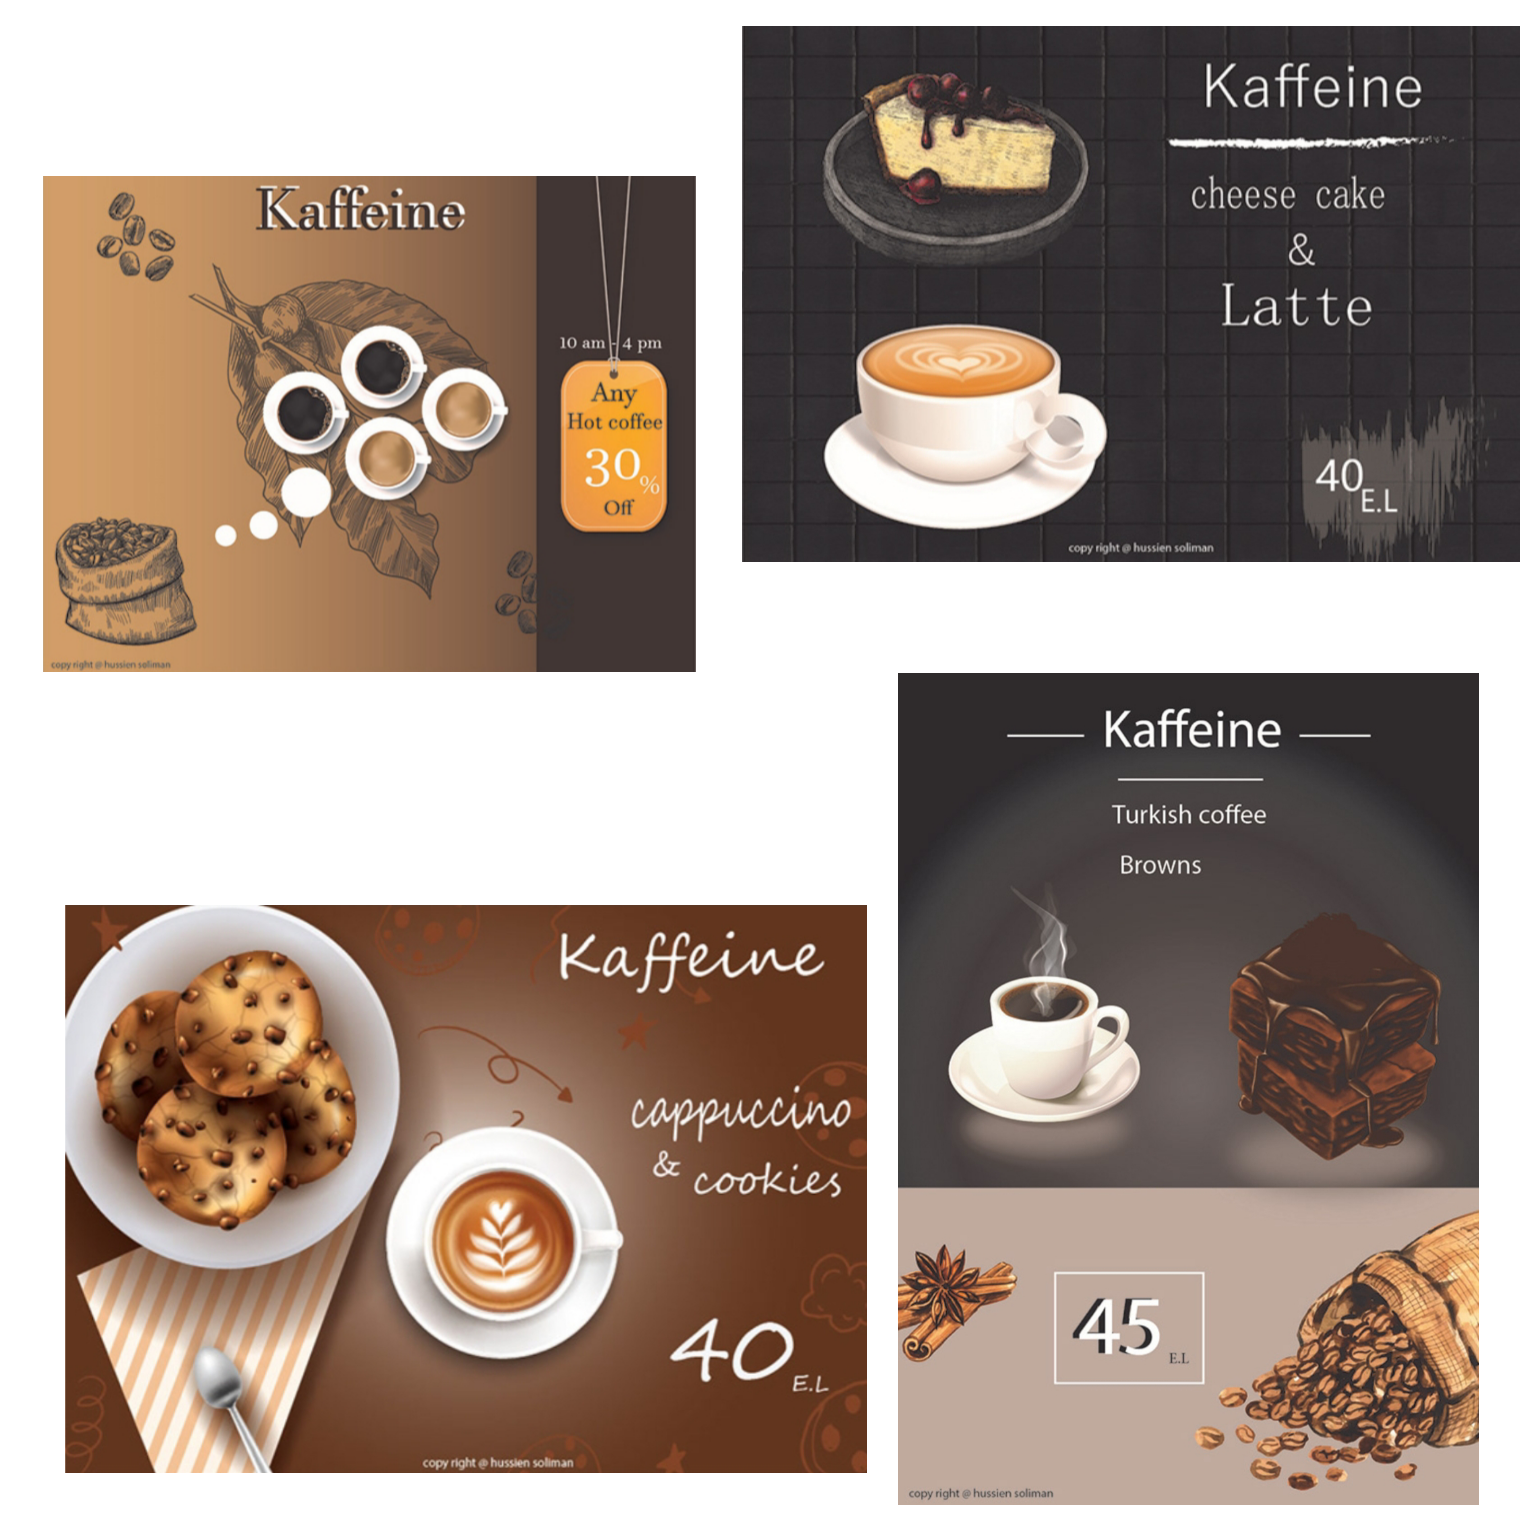 Kaffeine
10 am - 4 pm
Any
Hot coffee
30%
Off
copy right @ hussien soliman
Kaffeine
cheese cake
&
Latte
40 E.L
copy right @ hussien soliman
Kaffeine
cappuccino
& cookies
40 E.L
copy right @ hussien soliman
Kaffeine
Turkish coffee
Browns
45 E.L
copy right @ hussien soliman